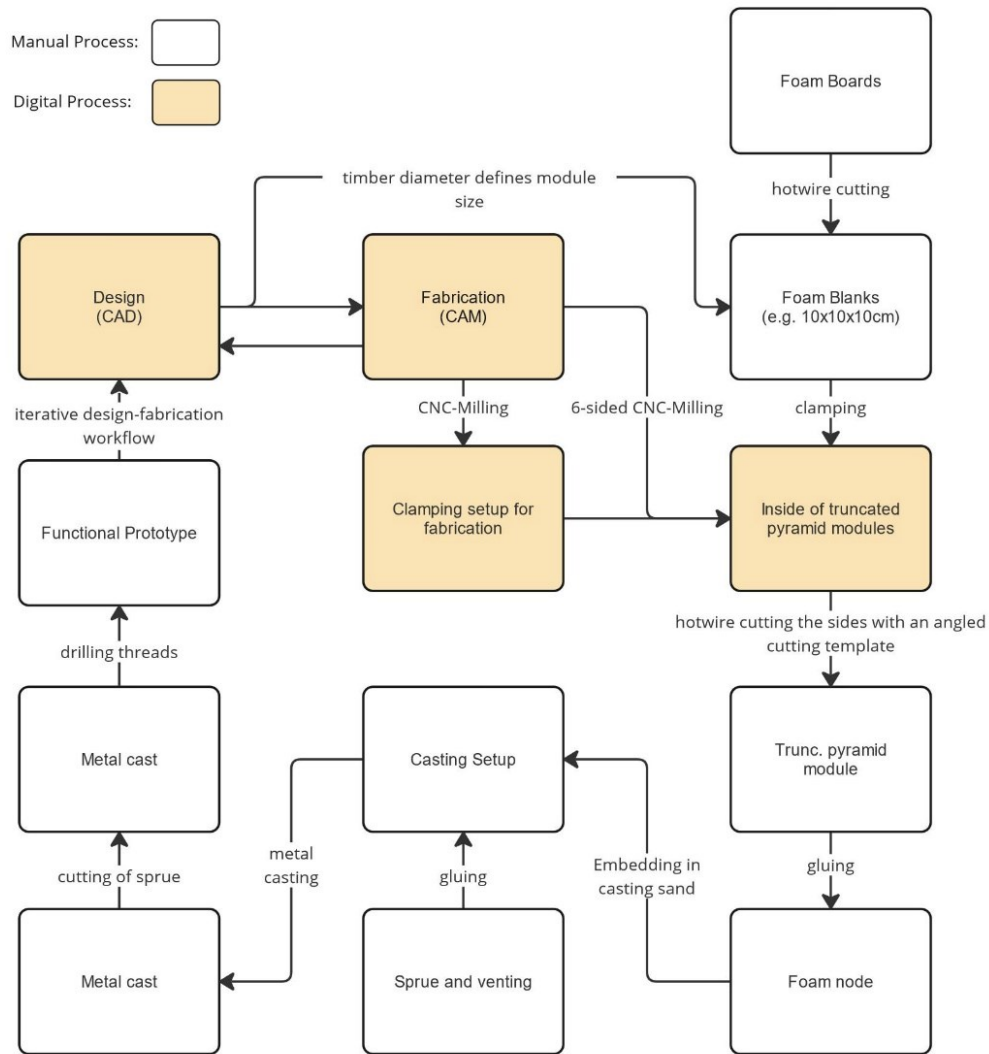 Manual Process:
Digital Process:
Foam Boards
hotwire cutting
timber diameter defines module
size
Design
(CAD)
Fabrication
(CAM)
Foam Blanks
(e.g. 10x10x10cm)
iterative design-fabrication
workflow
CNC-Milling
6-sided CNC-Milling
clamping
Functional Prototype
Clamping setup for
fabrication
Inside of truncated
pyramid modules
drilling threads
hotwire cutting the sides with an angled
cutting template
Metal cast
Casting Setup
Trunc. pyramid
module
cutting of sprue
metal
casting
gluing
Embedding in
casting sand
gluing
Metal cast
Sprue and venting
Foam node